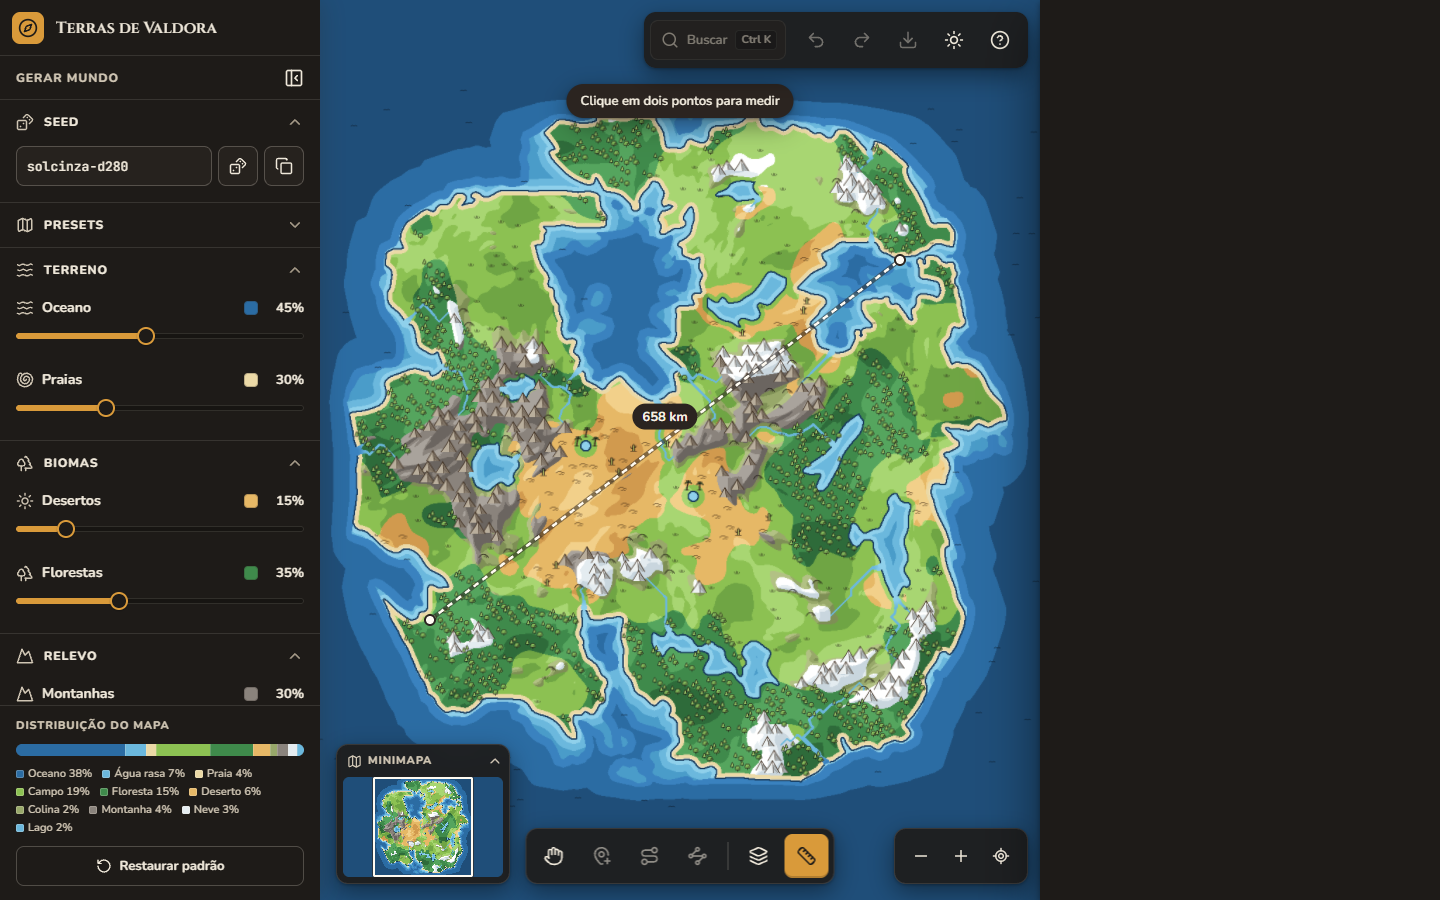 Terras de Valdora
GERAR MUNDO
SEED
solcinza-d280
PRESETS
TERRENO
Oceano 45%
Praias 30%
BIOMAS
Desertos 15%
Florestas 35%
RELEVO
Montanhas 30%
DISTRIBUIÇÃO DO MAPA
Oceano 38% Água rasa 7% Praia 4%
Campo 19% Floresta 15% Deserto 6%
Colina 2% Montanha 4% Neve 3%
Lago 2%
Restaurar padrão
Buscar Ctrl K
Clique em dois pontos para medir
658 km
MINIMAPA